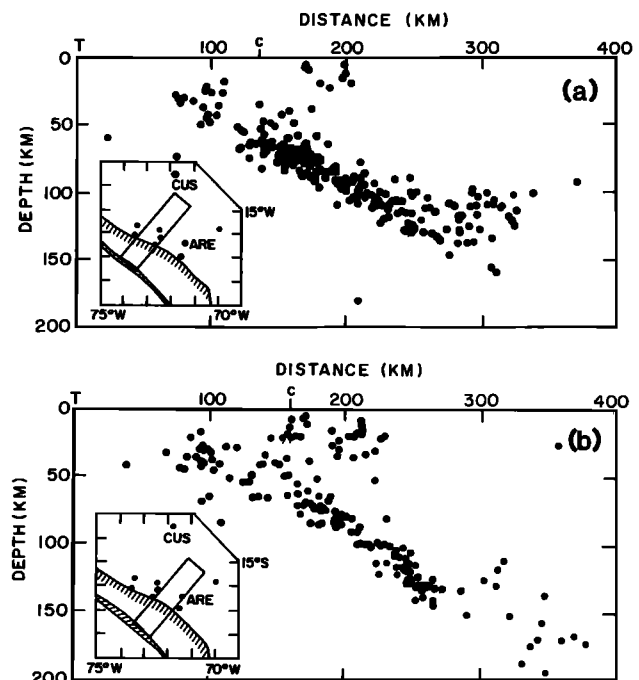 DISTANCE (KM)
T 100 c 200 300 400
0
50
100
150
200
DEPTH (KM)
(a)
CUS
15°W
ARE
75°W 70°W
DISTANCE (KM)
T 100 c 200 300 400
0
50
100
150
200
DEPTH (KM)
(b)
CUS
15°S
ARE
75°W 70°W